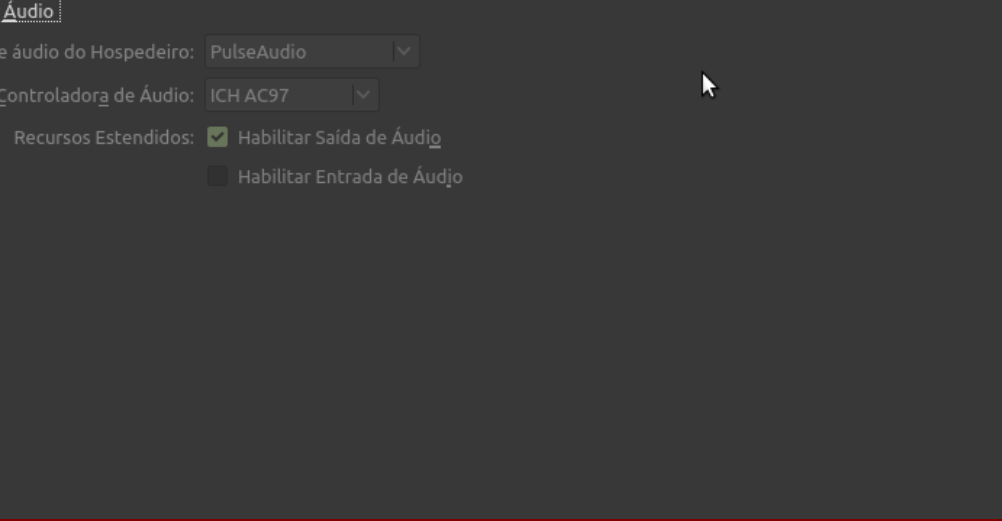 Áudio
e áudio do Hospedeiro: PulseAudio
Controladora de Áudio: ICH AC97
Recursos Estendidos: Habilitar Saída de Áudio
Habilitar Entrada de Áudio